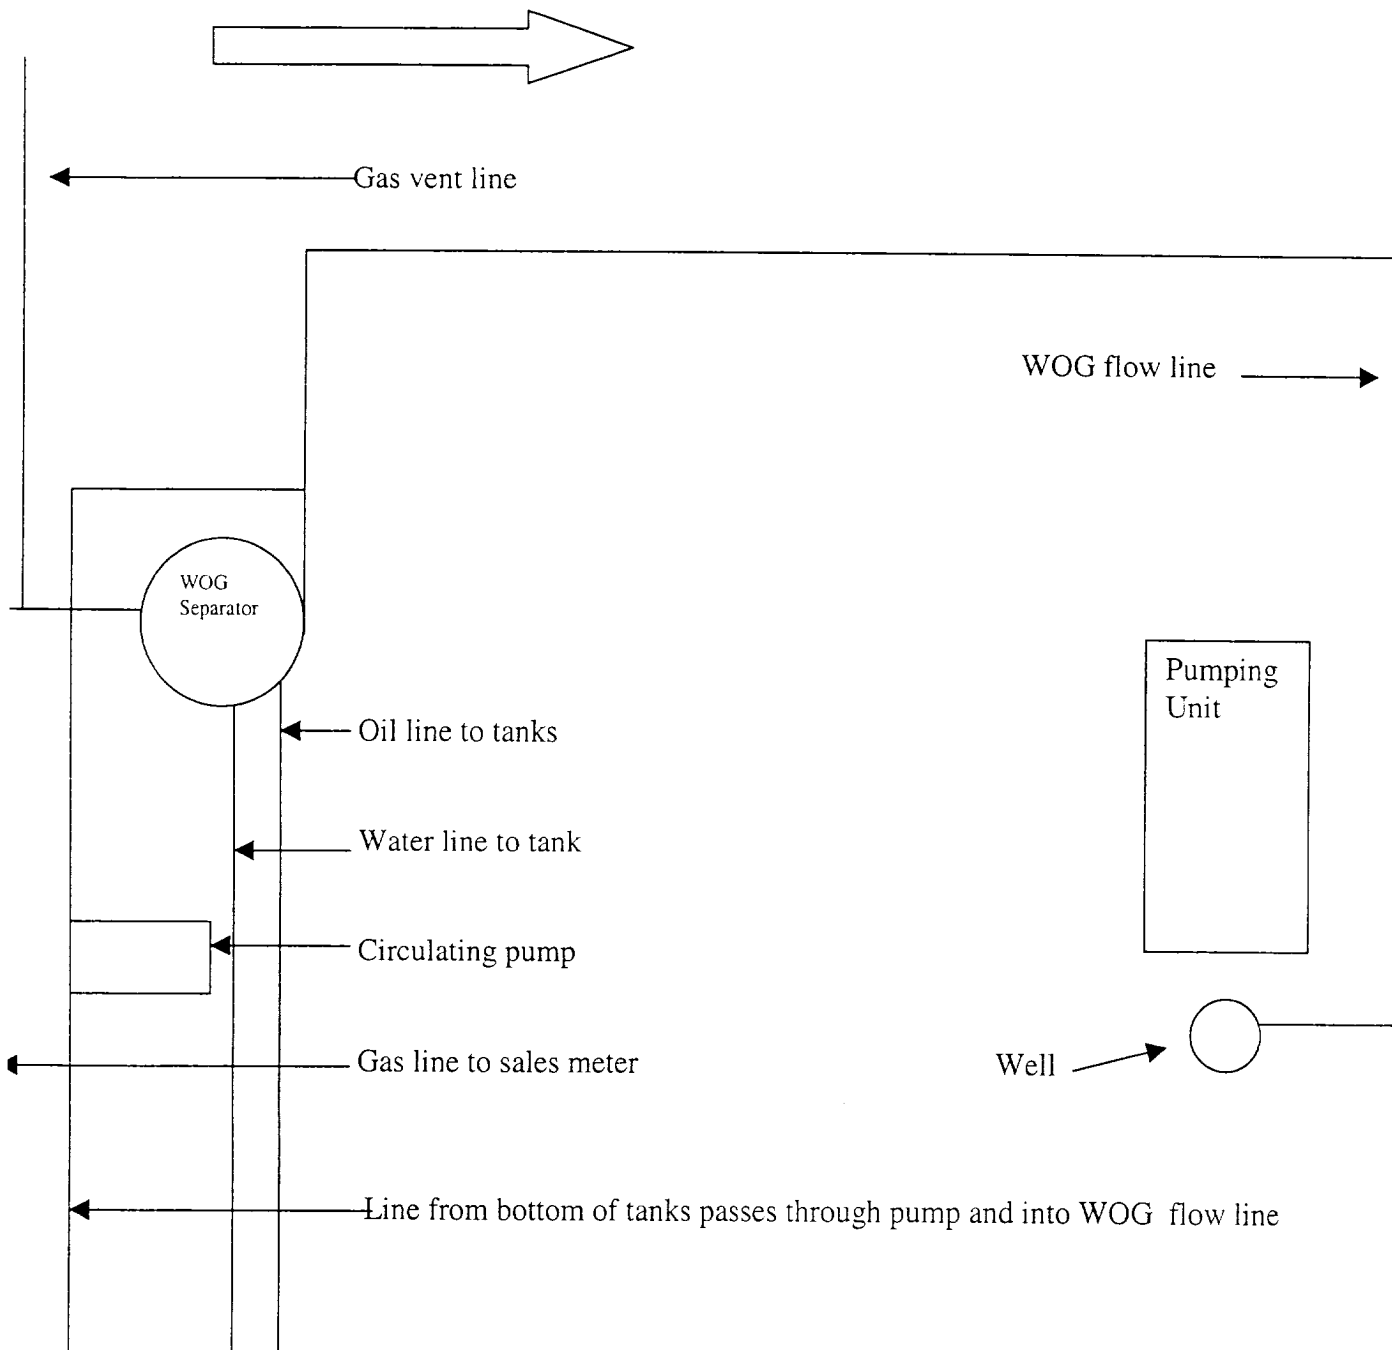 Gas vent line
WOG flow line
WOG
Separator
Pumping
Unit
Oil line to tanks
Water line to tank
Circulating pump
Gas line to sales meter
Well
Line from bottom of tanks passes through pump and into WOG flow line